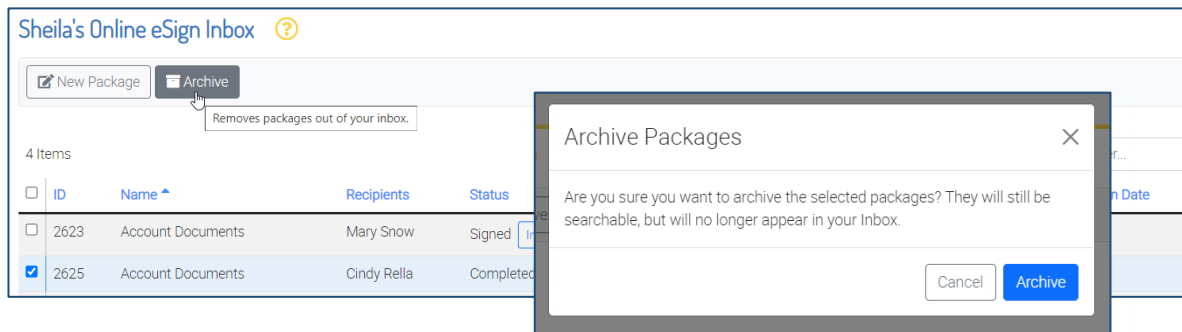 Sheila's Online eSign Inbox ?
New Package Archive
Removes packages out of your inbox.
4 Items
ID Name Recipients Status n Date
2623 Account Documents Mary Snow Signed
2625 Account Documents Cindy Rella Completed
Archive Packages
Are you sure you want to archive the selected packages? They will still be
searchable, but will no longer appear in your Inbox.
Cancel Archive